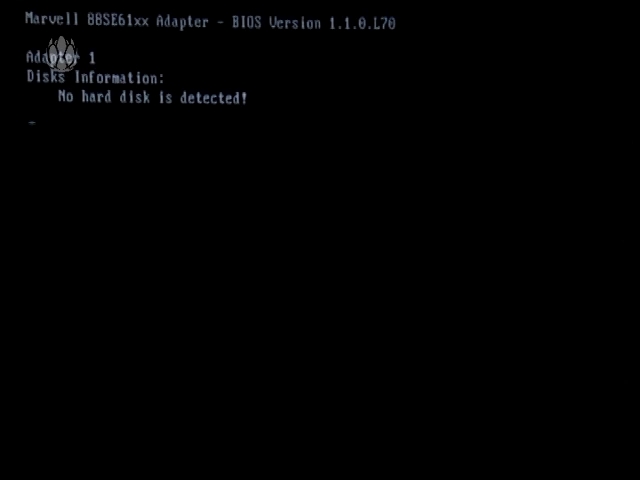 Marvell 88SE61xx Adapter - BIOS Version 1.1.0.L70
Adapter 1
Disks Information:
No hard disk is detected!